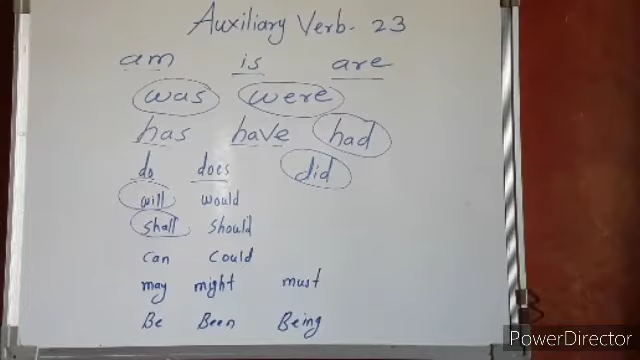 Auxiliary Verb- 23
am is are
was were
has have had
do does did
will would
shall should
can could
may might must
Be Been Being
PowerDirector